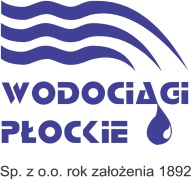 WODOCIĄGI
PŁOCKIE
Sp. z o.o. rok założenia 1892